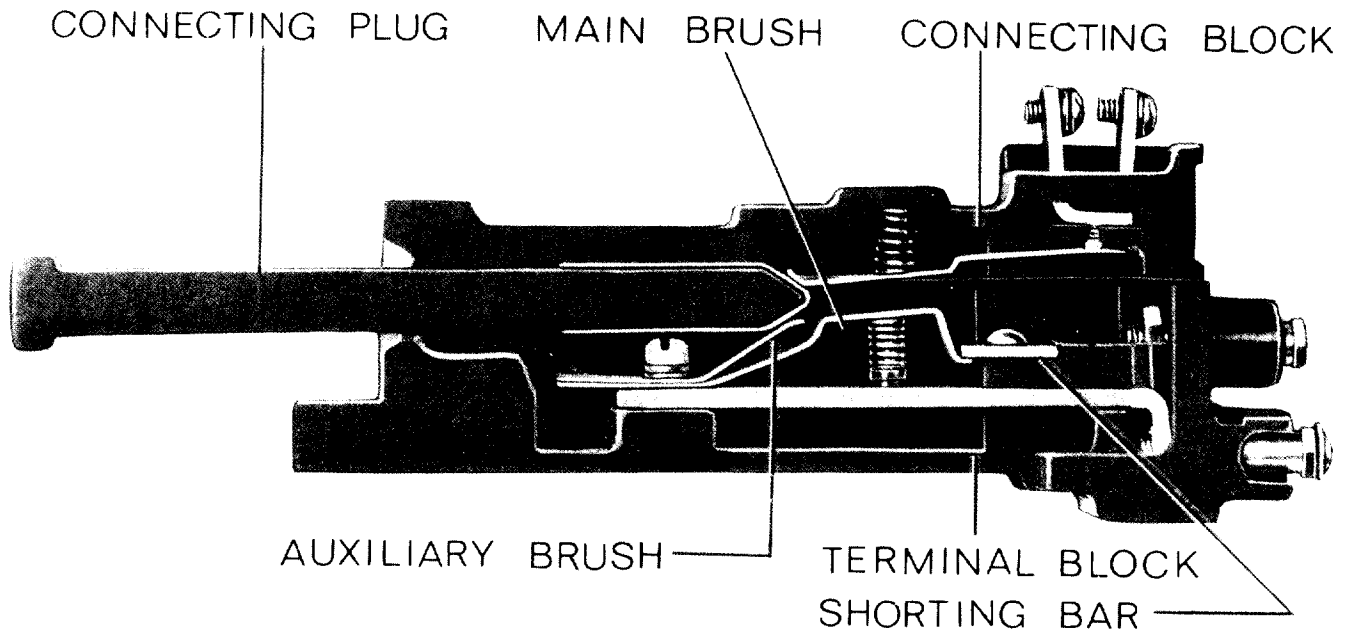 CONNECTING PLUG
MAIN BRUSH
CONNECTING BLOCK
AUXILIARY BRUSH
TERMINAL BLOCK
SHORTING BAR